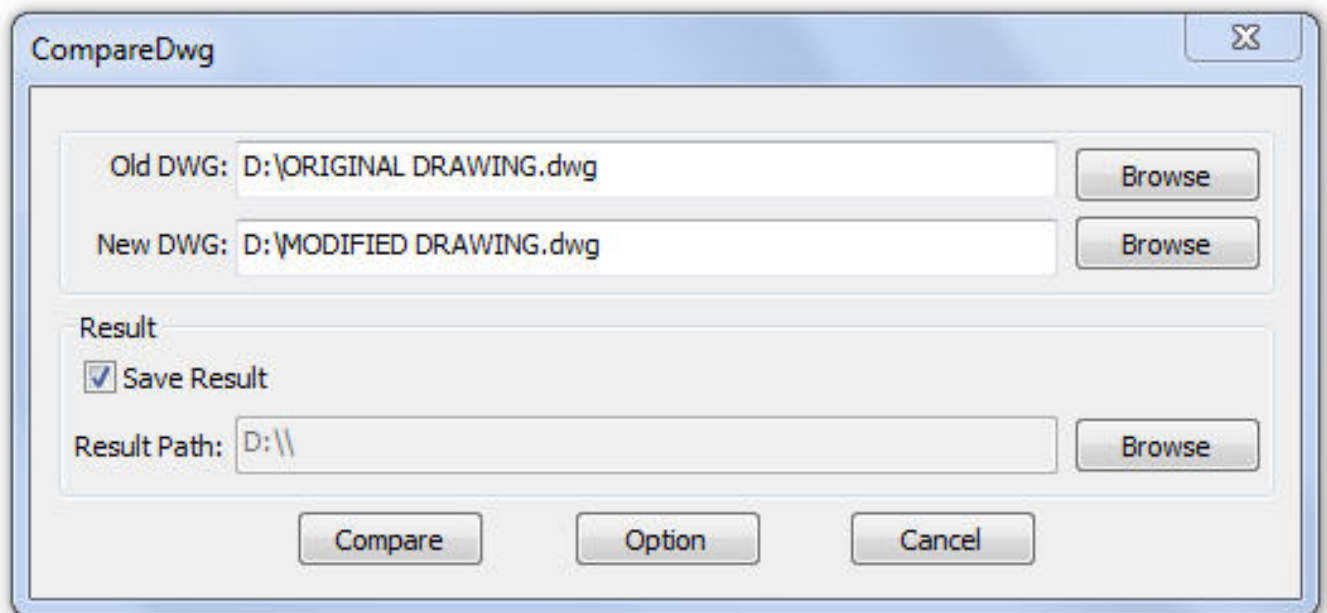 CompareDwg
Old DWG: D:\ORIGINAL DRAWING.dwg Browse
New DWG: D:\MODIFIED DRAWING.dwg Browse
Result
Save Result
Result Path: D:\\ Browse
Compare Option Cancel